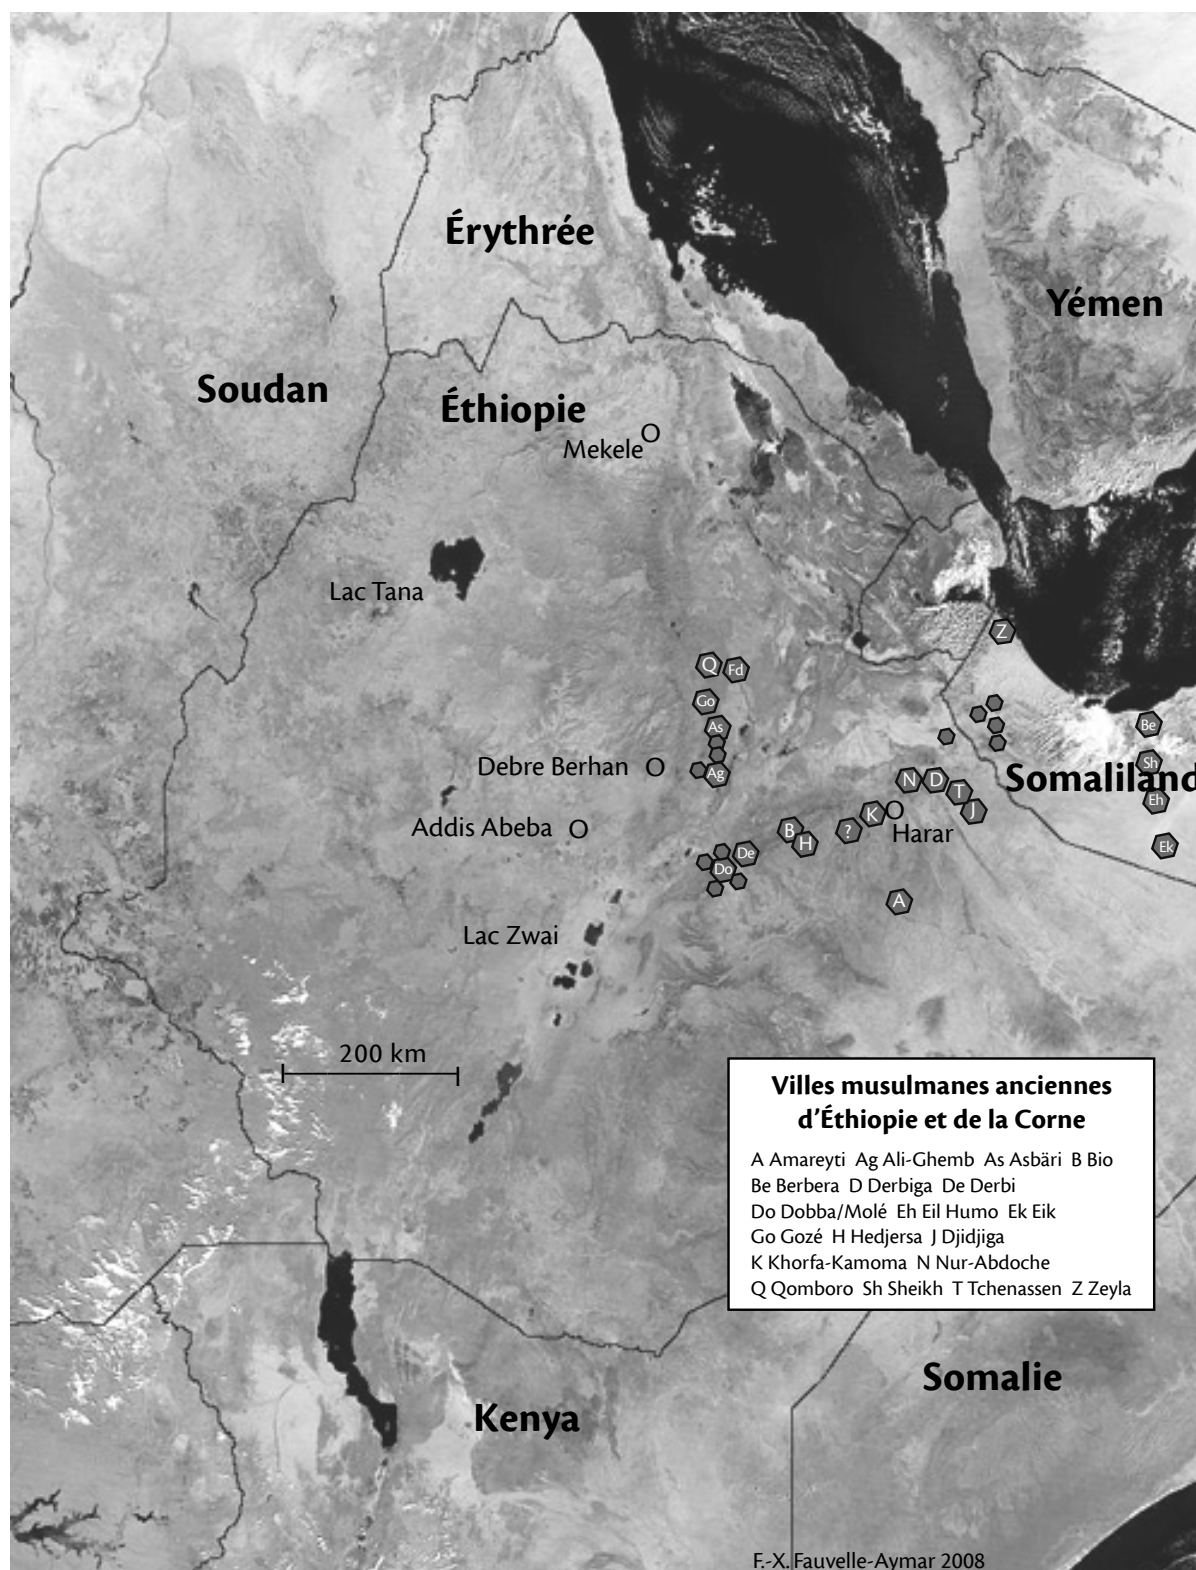 Érythrée
Yémen
Soudan
Éthiopie
Mekele
Lac Tana
Z
Q Fd
Go
As
Be
Debre Berhan
Ag
Sh
Somaliland
N D
T
Eh
J
K
Addis Abeba
B
?
Harar
H
Ek
De
Do
A
Lac Zwai
200 km
Villes musulmanes anciennes
d'Éthiopie et de la Corne
A Amareyti Ag Ali-Ghemb As Asbäri B Bio
Be Berbera D Derbiga De Derbi
Do Dobba/Molé Eh Eil Humo Ek Eik
Go Gozé H Hedjersa J Djidjiga
K Khorfa-Kamoma N Nur-Abdoche
Q Qomboro Sh Sheikh T Tchenassen Z Zeyla
Somalie
Kenya
F.-X. Fauvelle-Aymar 2008